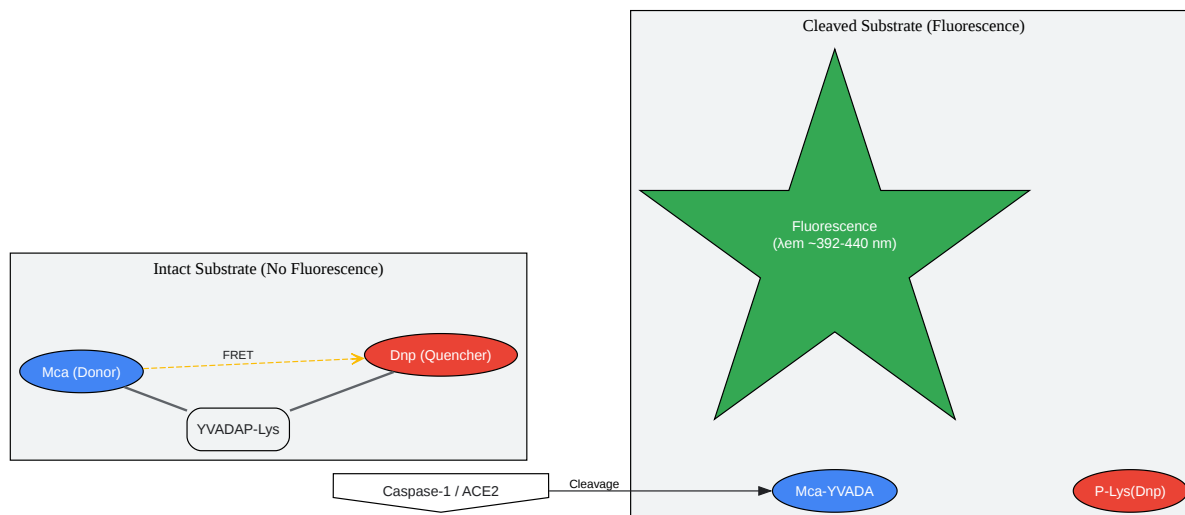 Cleaved Substrate (Fluorescence)
Fluorescence
(λem ~392-440 nm)
Intact Substrate (No Fluorescence)
FRET
Mca (Donor)
Dnp (Quencher)
YVADAP-Lys
Caspase-1 / ACE2
Cleavage
Mca-YVADA
P-Lys(Dnp)